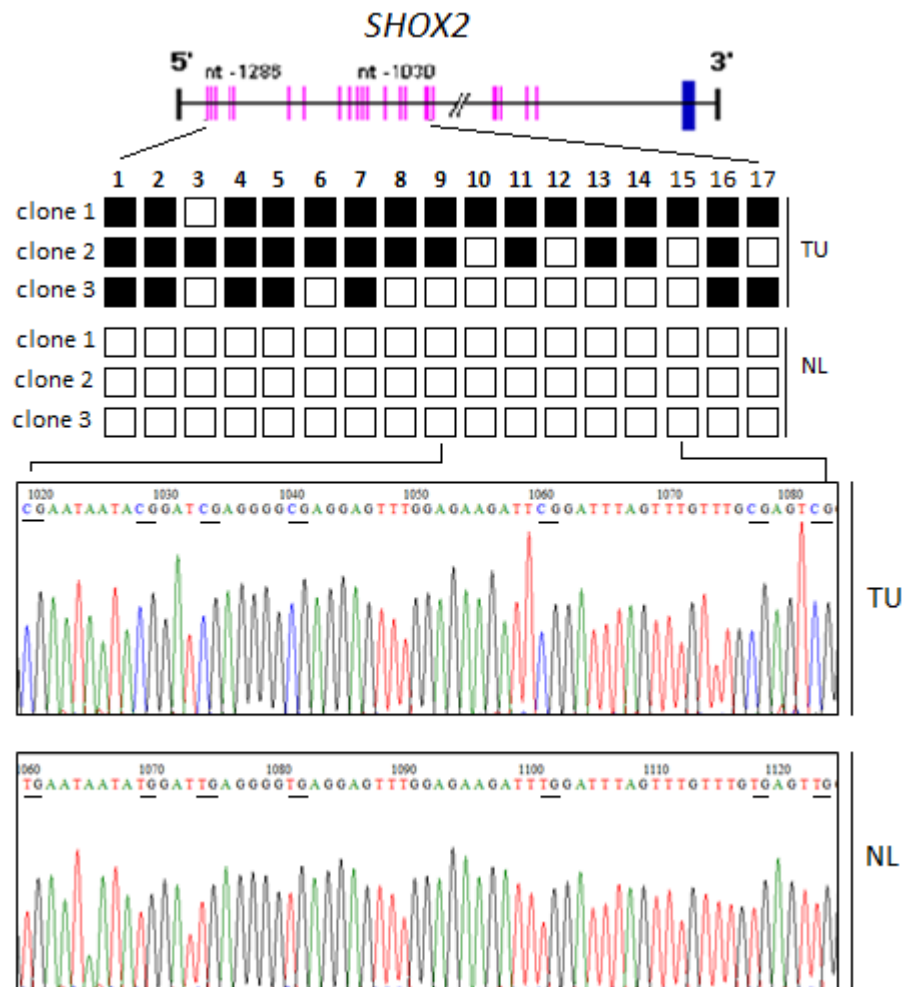 SHOX2
5' nt -1286 nt -1030 3'
1 2 3 4 5 6 7 8 9 10 11 12 13 14 15 16 17
clone 1
clone 2 TU
clone 3
clone 1
clone 2 NL
clone 3
1020 1030 1040 1050 1060 1070 1080
CGAATAATACGGATCGAGGGGCGAGGAGTTTGGAGAAGATTCGGATTTAGTTTGTTTGCGAGTCG
TU
1060 1070 1080 1090 1100 1110 1120
TGAATAATATGGATTGAGGGGTGAGGAGTTTGGAGAAGATTTGGATTTAGTTTGTTTGTGAGTTG
NL